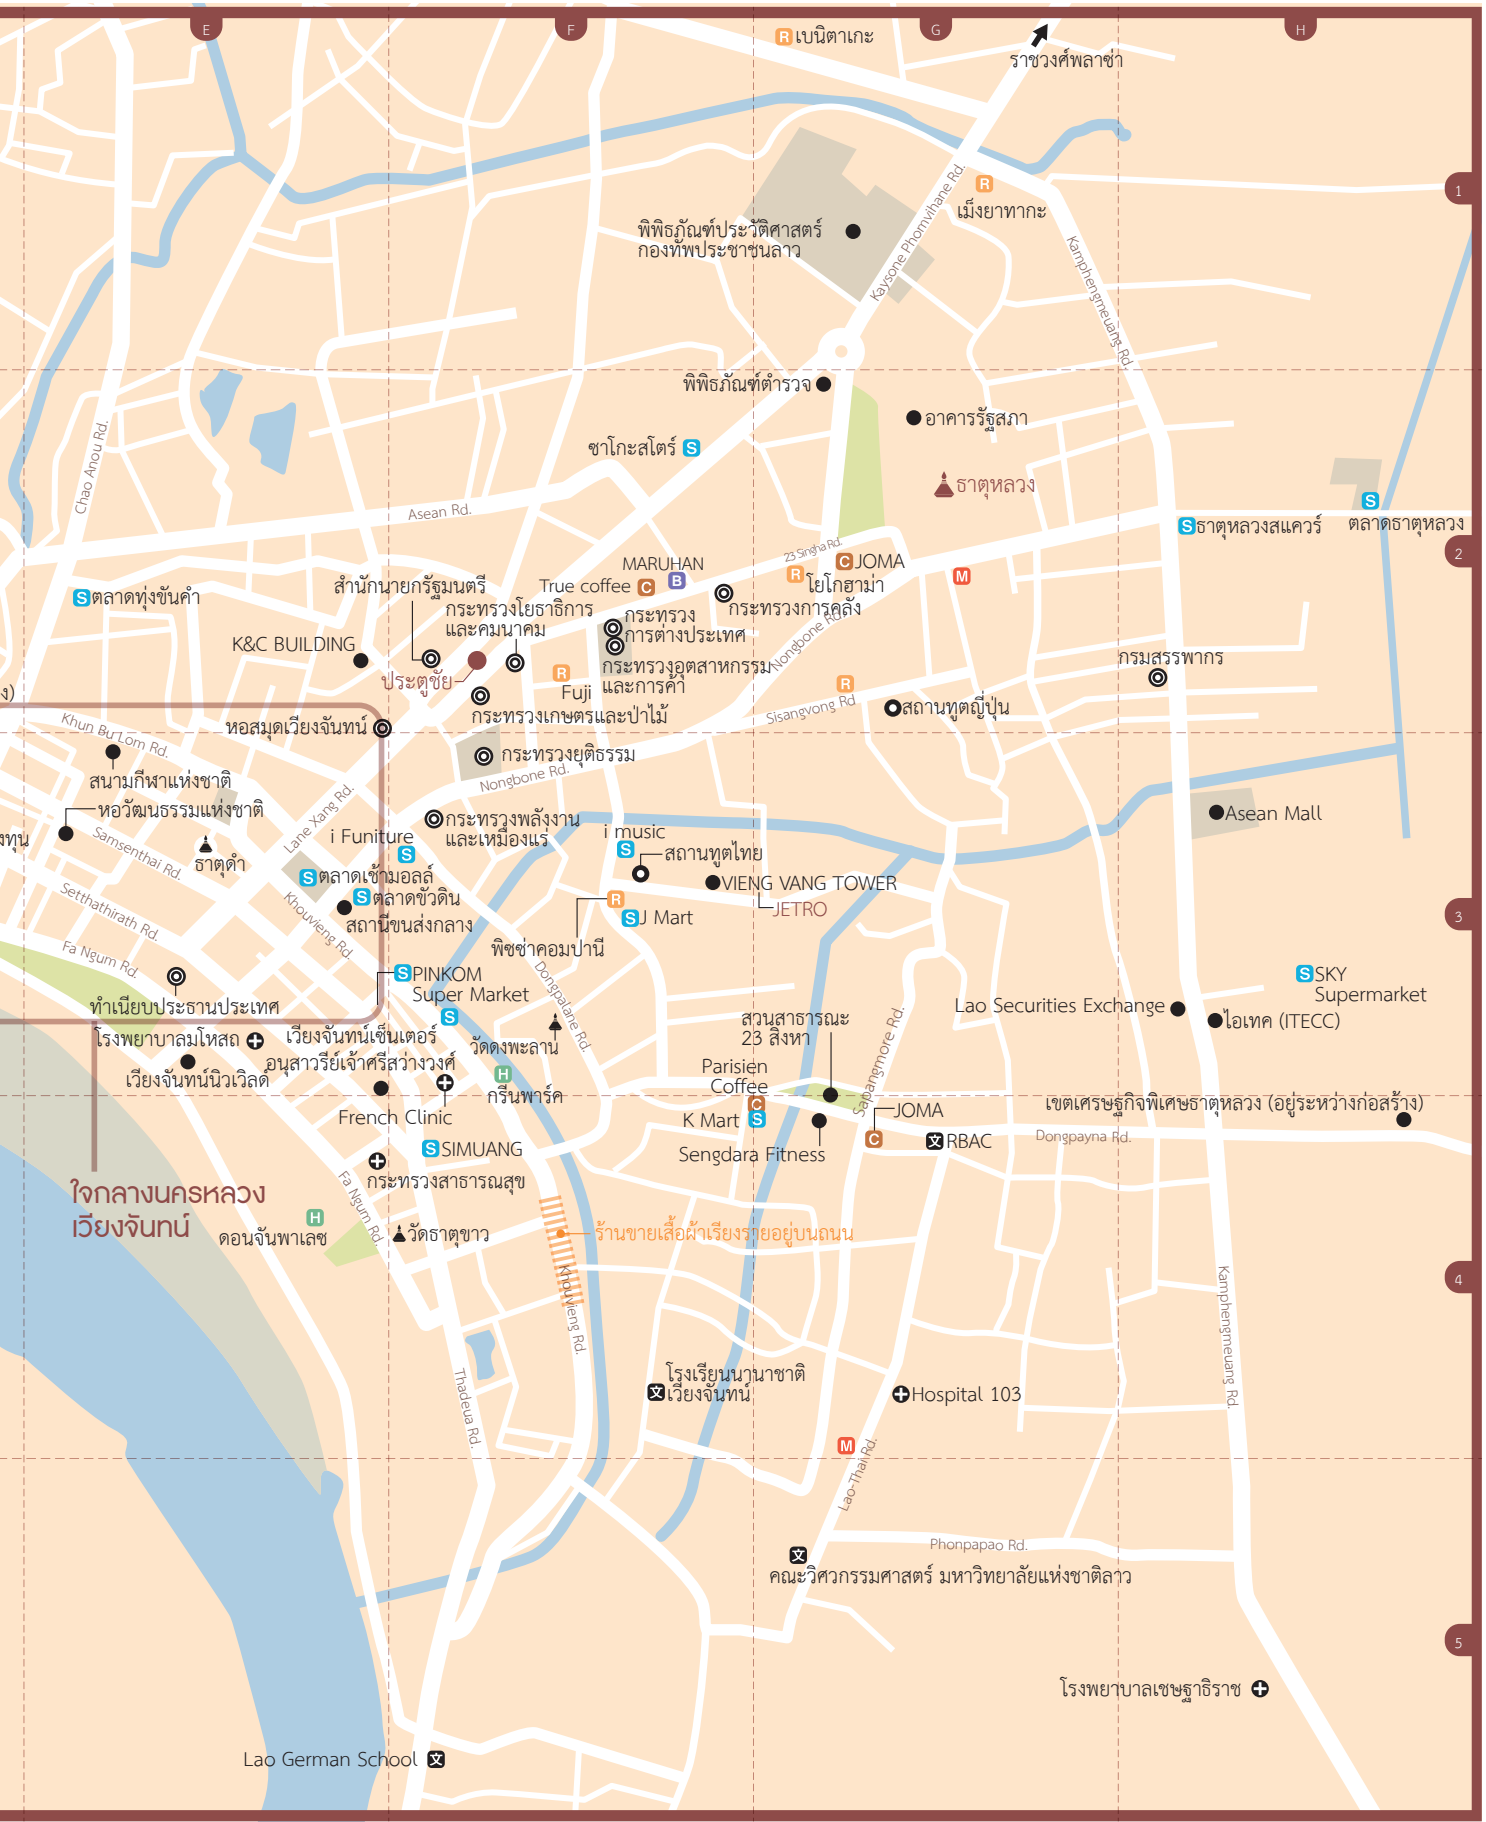 E
F
G
H
R เบนิตาเกะ
ราชวงศ์พลาซ่า
1
R
เม็งยาทากะ
Kaysone Phomvihane Rd.
Kamphengmeuang Rd.
พิพิธภัณฑ์ประวัติศาสตร์
กองทัพประชาชนลาว
พิพิธภัณฑ์ตำรวจ
อาคารรัฐสภา
ซาโกะสโตร์ S
ธาตุหลวง
Chao Anou Rd.
Asean Rd.
S
S ธาตุหลวงสแควร์
ตลาดธาตุหลวง
2
23 Singha Rd.
MARUHAN
B
C JOMA
True coffee C
R
โยโกฮาม่า
M
S ตลาดทุ่งขันคำ
สำนักนายกรัฐมนตรี
กระทรวงโยธาธิการ
และคมนาคม
กระทรวงการคลัง
กระทรวง
การต่างประเทศ
Nongbone Rd.
K&C BUILDING
กรมสรรพากร
ประตูชัย
R
Fuji
กระทรวงอุตสาหกรรม
และการค้า
R
ง)
กระทรวงเกษตรและป่าไม้
Sisangvong Rd
สถานทูตญี่ปุ่น
Khun Bu Lom Rd.
หอสมุดเวียงจันทน์
กระทรวงยุติธรรม
Nongbone Rd.
สนามกีฬาแห่งชาติ
หอวัฒนธรรมแห่งชาติ
Lane Xang Rd.
กระทรวงพลังงาน
และเหมืองแร่
i music
S
Asean Mall
งทุน
Samsenthai Rd.
ธาตุดำ
i Funiture
S
สถานทูตไทย
S ตลาดเช้ามอลล์
S ตลาดขัวดิน
สถานีขนส่งกลาง
VIENG VANG TOWER
JETRO
R
S J Mart
3
Setthathirath Rd.
Khouvieng Rd.
Fa Ngum Rd.
พิซซ่าคอมปานี
S PINKOM
Super Market
Dongpalane Rd.
S SKY
Supermarket
ทำเนียบประธานประเทศ
S
เวียงจันทน์เซ็นเตอร์
วัดดงพะลาน
Lao Securities Exchange
ไอเทค (ITECC)
สวนสาธารณะ
23 สิงหา
Sapangmore Rd.
โรงพยาบาลมโหสถ
เวียงจันทน์นิวเวิลด์
อนุสาวรีย์เจ้าศรีสว่างวงศ์
H
กรีนพาร์ค
Parisien
Coffee
C
French Clinic
K Mart S
JOMA
C
เขตเศรษฐกิจพิเศษธาตุหลวง (อยู่ระหว่างก่อสร้าง)
Dongpayna Rd.
文 RBAC
Sengdara Fitness
S SIMUANG
กระทรวงสาธารณสุข
ใจกลางนครหลวง
เวียงจันทน์
Fa Ngum Rd.
H
ดอนจันพาเลซ
วัดธาตุขาว
ร้านขายเสื้อผ้าเรียงรายอยู่บนถนน
Khouvieng Rd.
4
Kamphengmeuang Rd.
Thadeua Rd.
โรงเรียนนานาชาติ
文 เวียงจันทน์
Hospital 103
M
Lao-Thai Rd.
Phonpapao Rd.
文
คณะวิศวกรรมศาสตร์ มหาวิทยาลัยแห่งชาติลาว
5
โรงพยาบาลเชษฐาธิราช
Lao German School 文